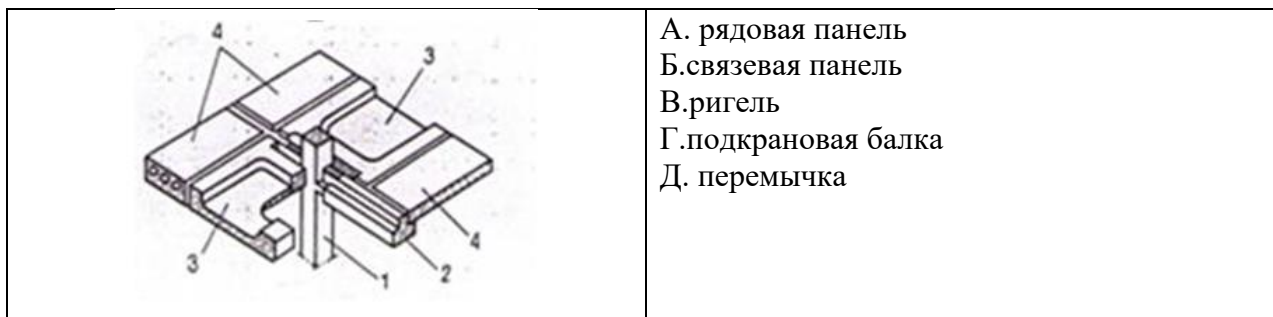 4
3
3
1
2
4
А. рядовая панель
Б.связевая панель
В.ригель
Г.подкрановая балка
Д. перемычка